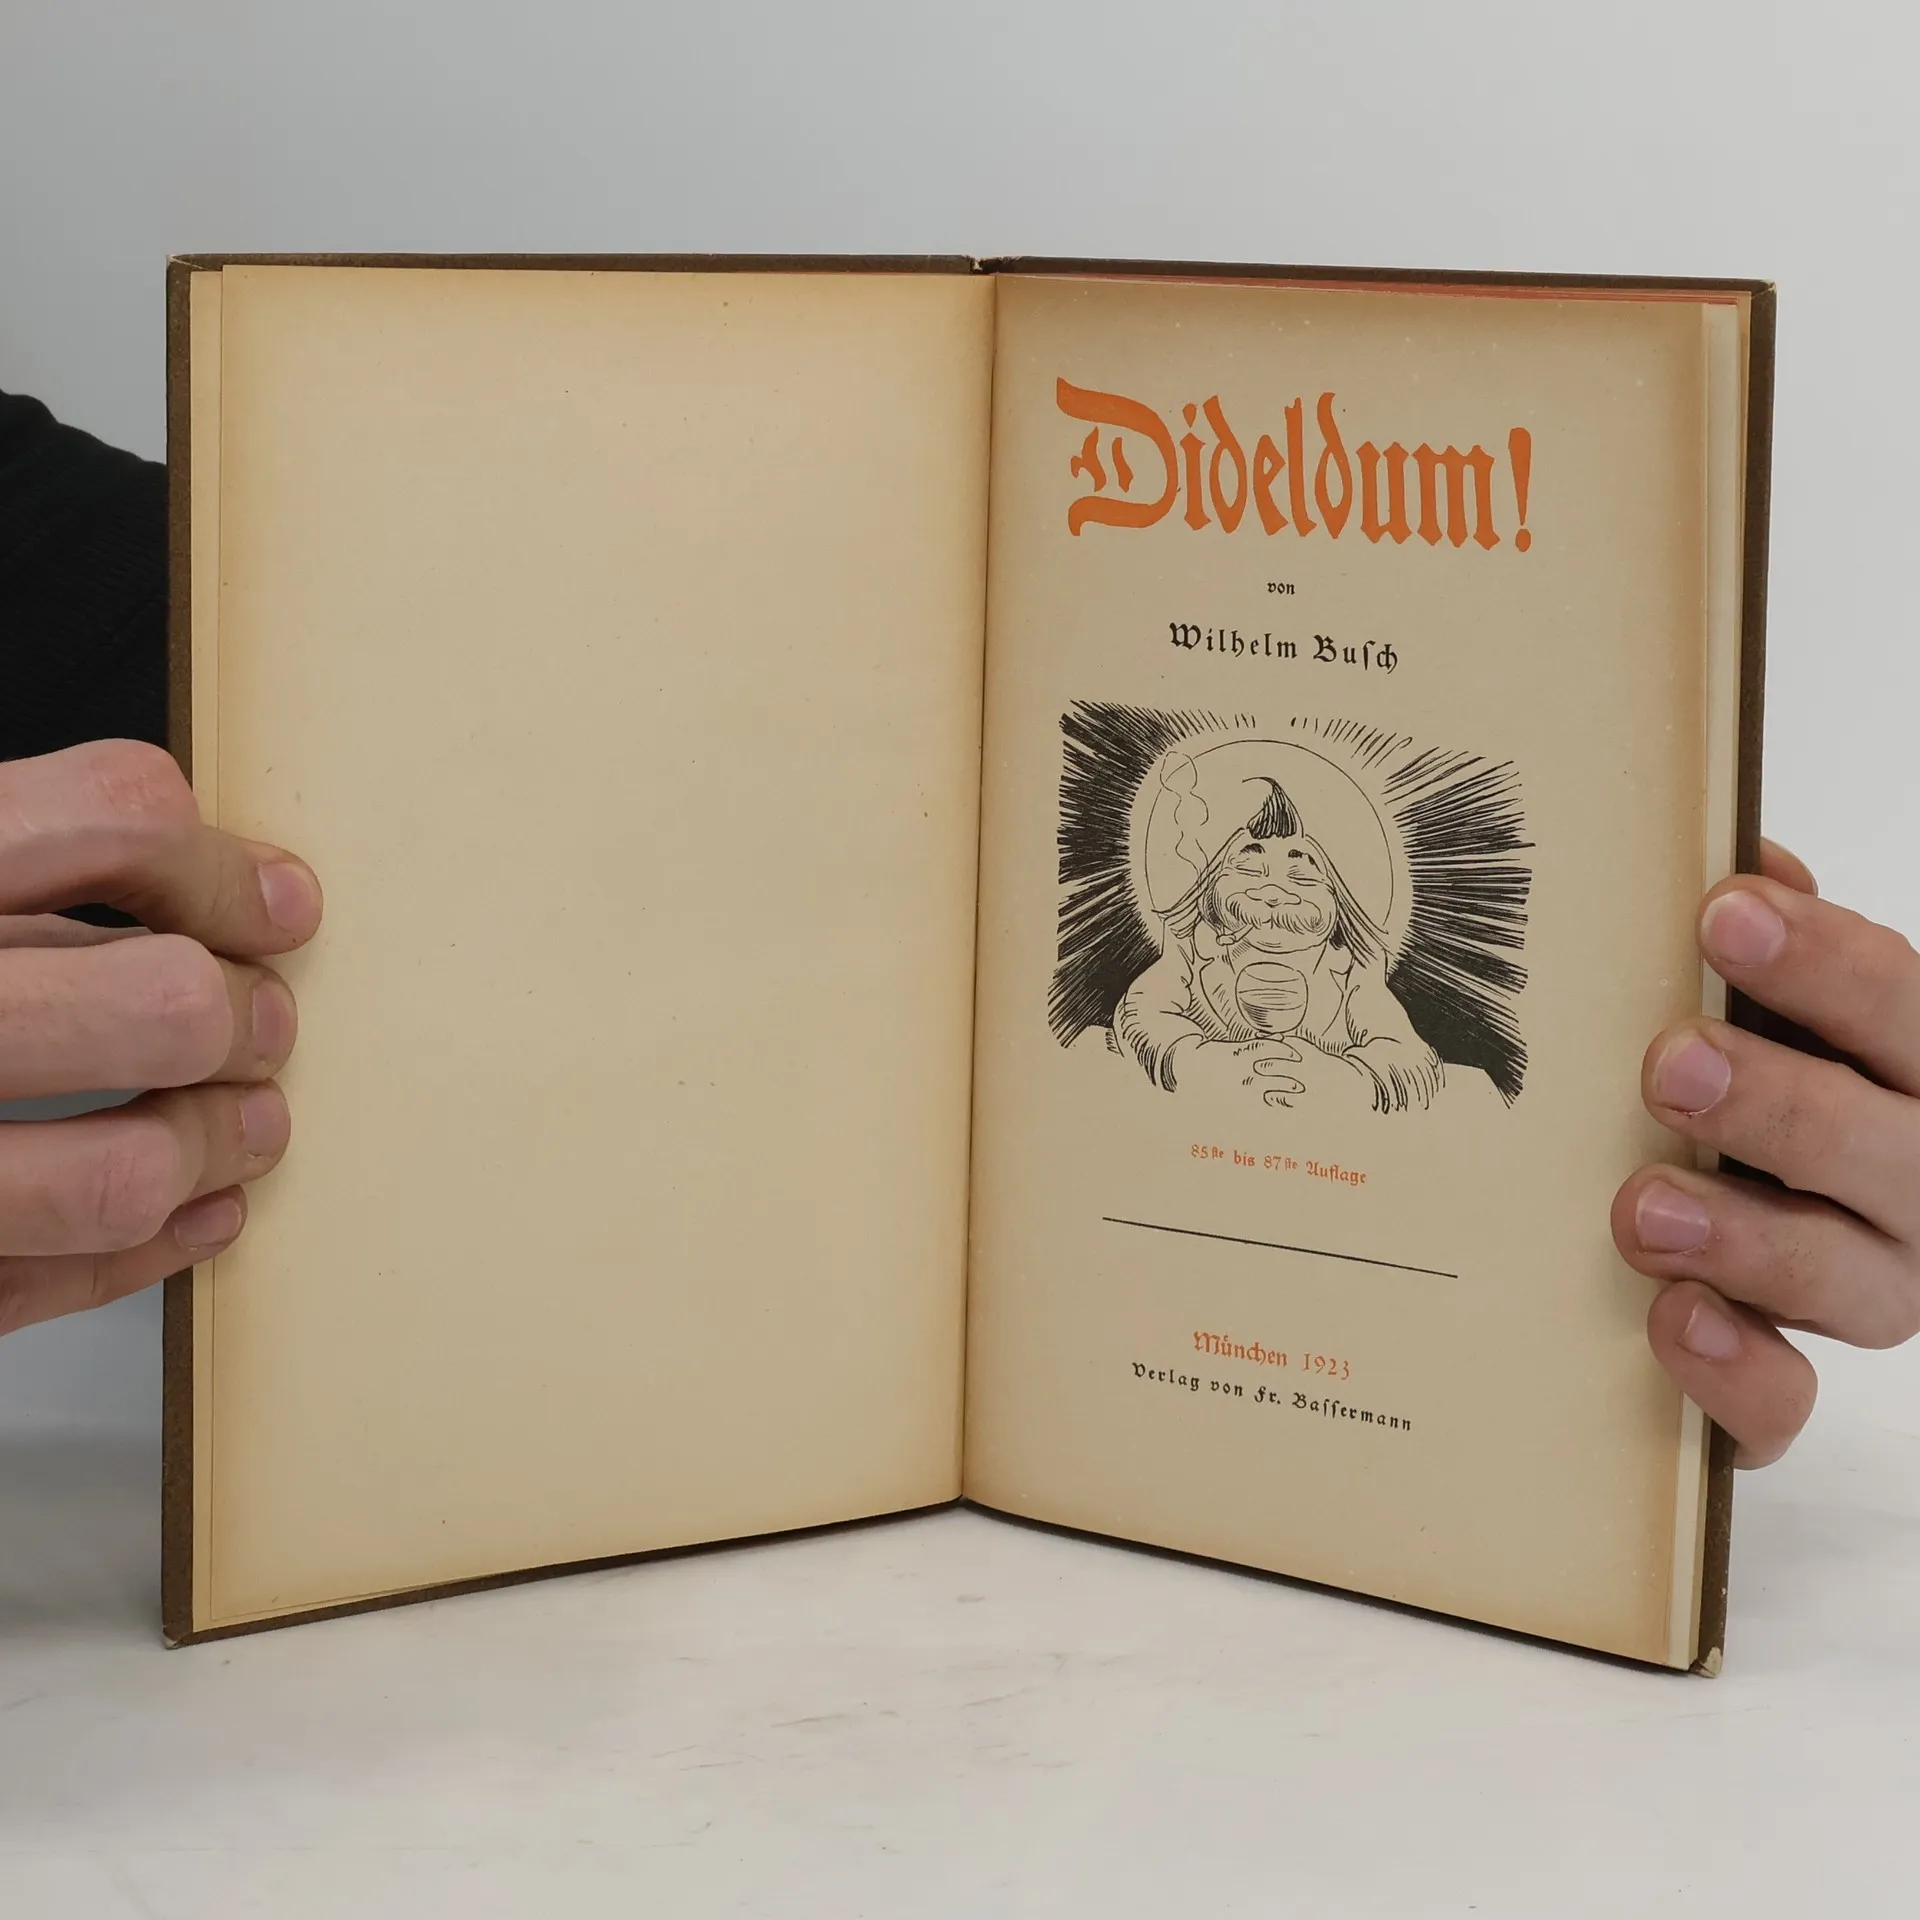 Dideldum!
von
Wilhelm Buſch
85ſte bis 87ſte Auflage
München 1923
Verlag von Fr. Baſſermann